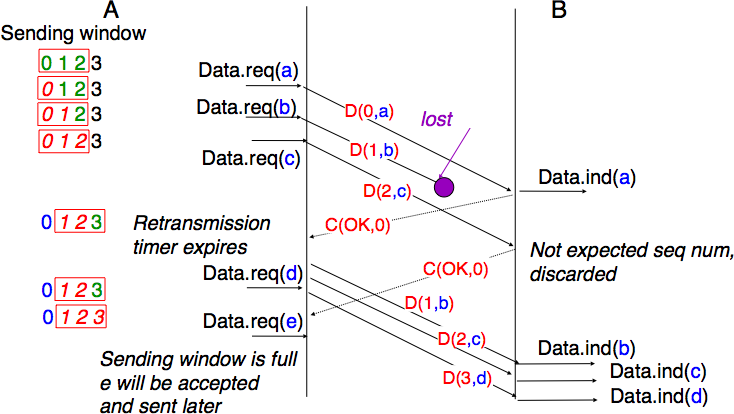 A
B
Sending window
0 1 2 3
0 1 2 3
0 1 2 3
0 1 2 3
Data.req(a)
Data.req(b)
Data.req(c)
D(0,a)
D(1,b)
D(2,c)
lost
Data.ind(a)
C(OK,0)
0 1 2 3
Retransmission
timer expires
Not expected seq num,
discarded
C(OK,0)
0 1 2 3
0 1 2 3
Data.req(d)
Data.req(e)
D(1,b)
D(2,c)
D(3,d)
Data.ind(b)
Data.ind(c)
Data.ind(d)
Sending window is full
e will be accepted
and sent later